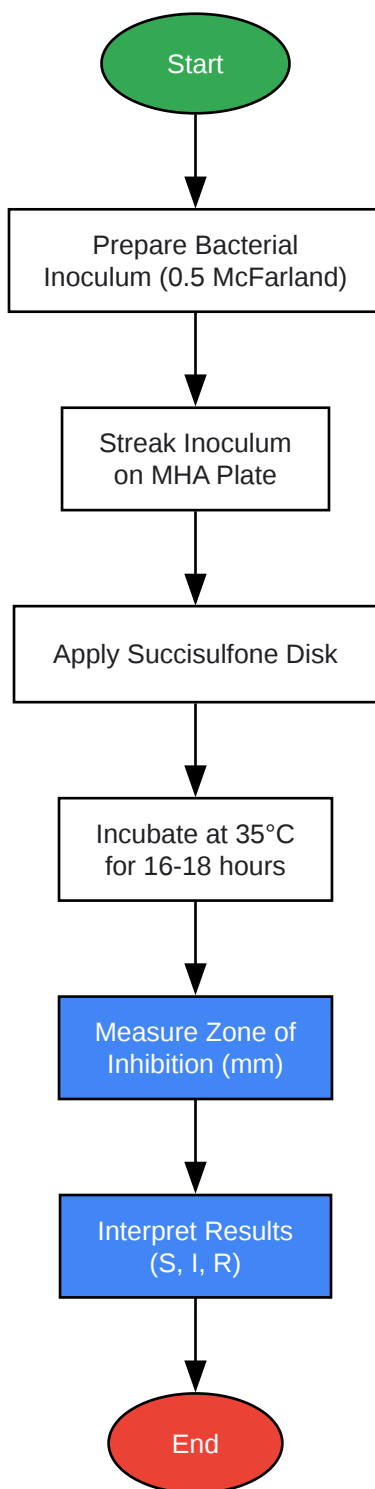 Start
Prepare Bacterial
Inoculum (0.5 McFarland)
Streak Inoculum
on MHA Plate
Apply Succisulfone Disk
Incubate at 35°C
for 16-18 hours
Measure Zone of
Inhibition (mm)
Interpret Results
(S, I, R)
End